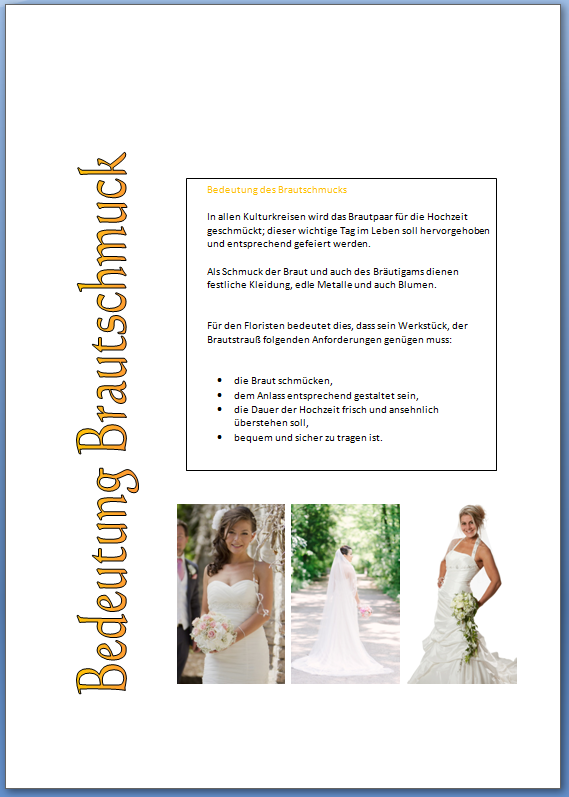 Bedeutung Brautschmuck
Bedeutung des Brautschmucks
In allen Kulturkreisen wird das Brautpaar für die Hochzeit
geschmückt; dieser wichtige Tag im Leben soll hervorgehoben
und entsprechend gefeiert werden.
Als Schmuck der Braut und auch des Bräutigams dienen
festliche Kleidung, edle Metalle und auch Blumen.
Für den Floristen bedeutet dies, dass sein Werkstück, der
Brautstrauß folgenden Anforderungen genügen muss:
• die Braut schmücken,
• dem Anlass entsprechend gestaltet sein,
• die Dauer der Hochzeit frisch und ansehnlich
überstehen soll,
• bequem und sicher zu tragen ist.